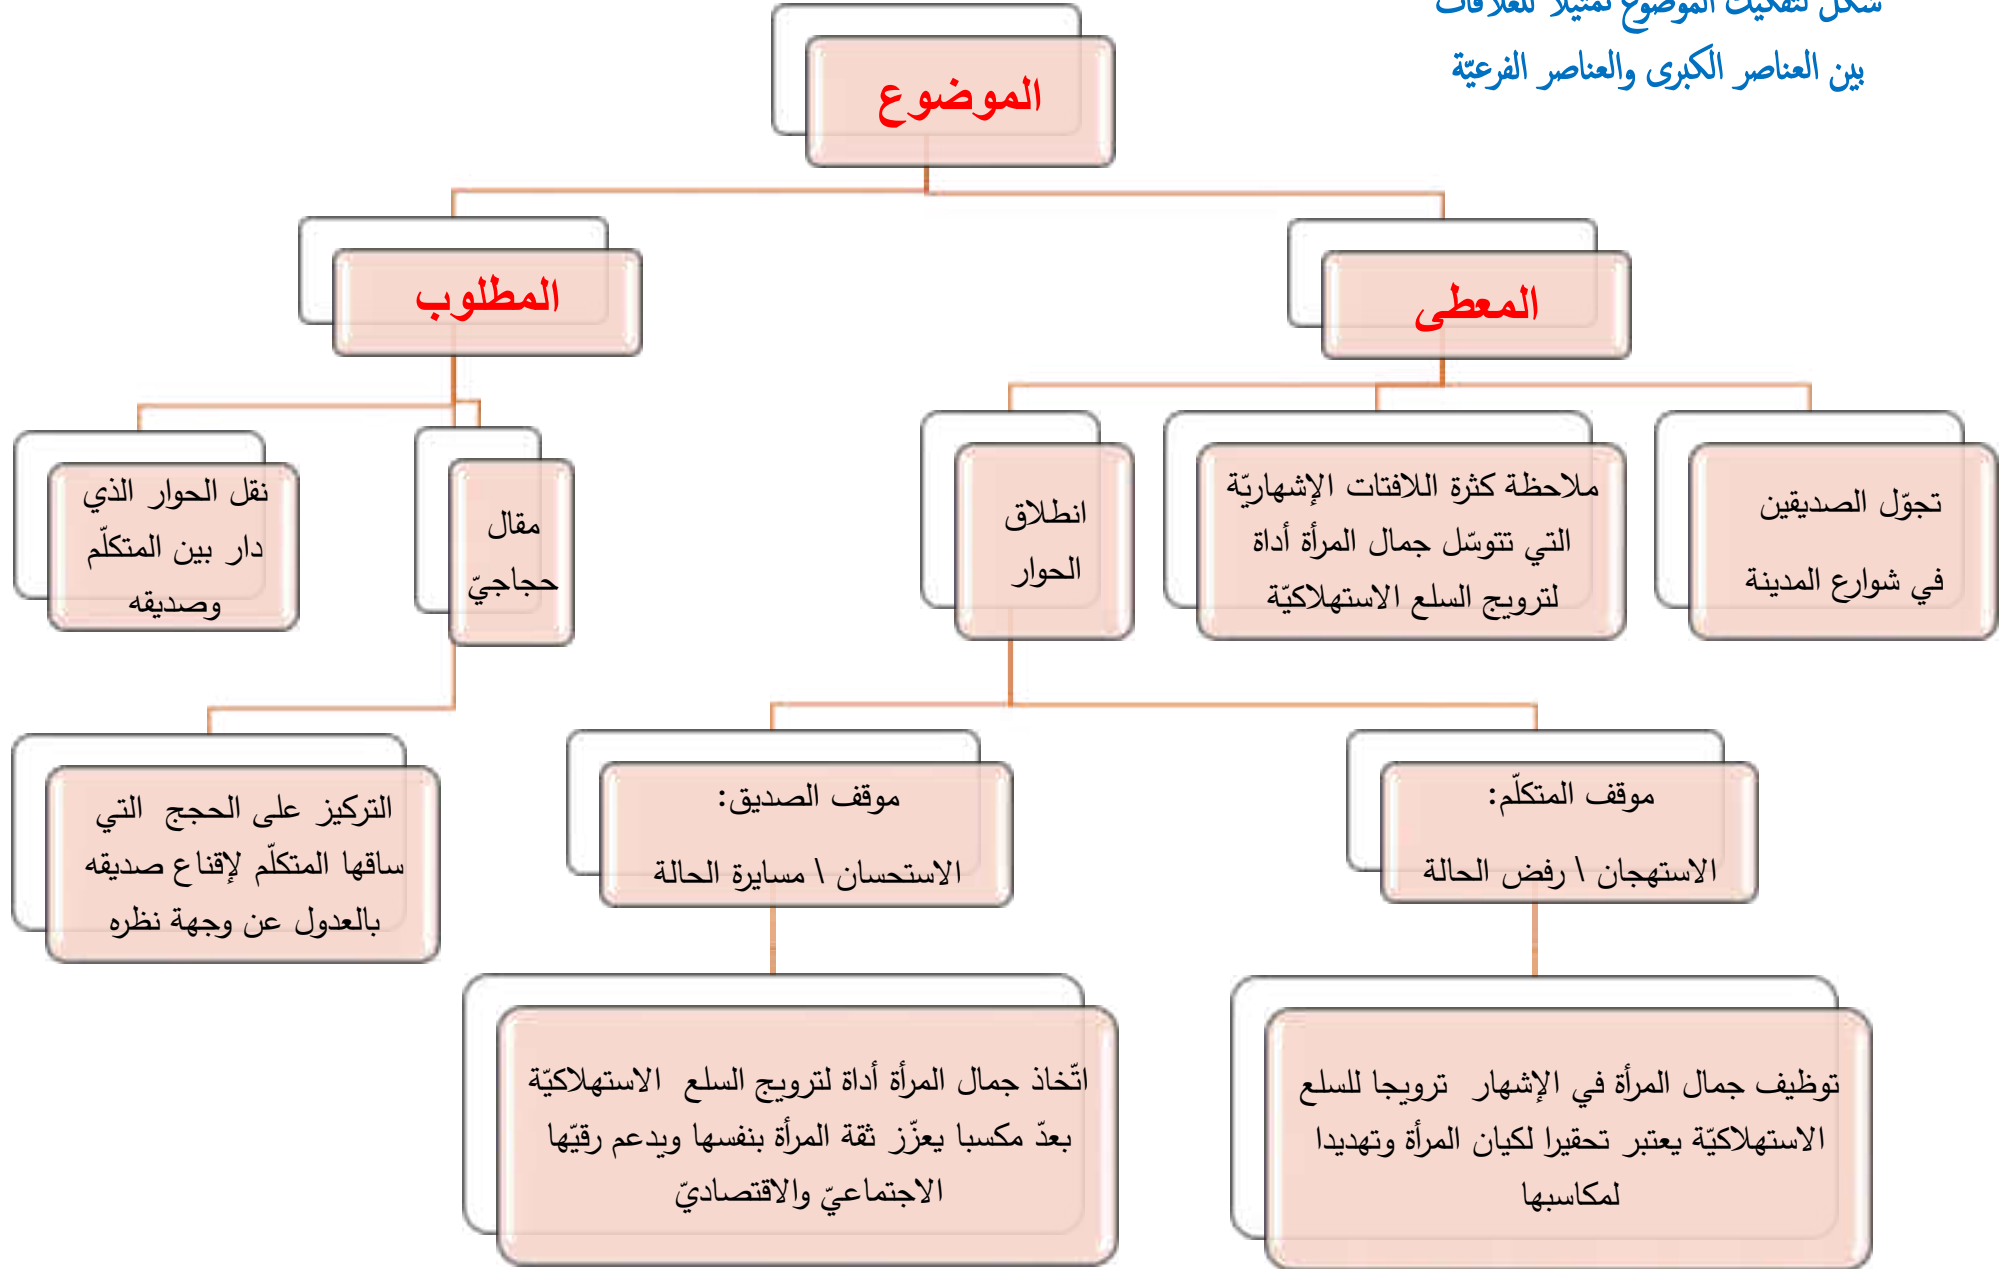 شكل لتفكيك الموضوع تمثيلا للعلاقات
بين العناصر الكبرى والعناصر الفرعيّة
الموضوع
المعطى
المطلوب
تجوّل الصديقين
في شوارع المدينة
ملاحظة كثرة اللافتات الإشهاريّة
التي تتوسّل جمال المرأة أداة
لترويج السلع الاستهلاكيّة
انطلاق
الحوار
مقال
حجاجيّ
نقل الحوار الذي
دار بين المتكلّم
وصديقه
موقف المتكلّم:
الاستهجان \ رفض الحالة
موقف الصديق:
الاستحسان \ مسايرة الحالة
التركيز على الحجج التي
ساقها المتكلّم لإقناع صديقه
بالعدول عن وجهة نظره
توظيف جمال المرأة في الإشهار ترويجا للسلع
الاستهلاكيّة يعتبر تحقيرا لكيان المرأة وتهديدا
لمكاسبها
اتّخاذ جمال المرأة أداة لترويج السلع الاستهلاكيّة
بعدّ مكسبا يعزّز ثقة المرأة بنفسها ويدعم رقيّها
الاجتماعيّ والاقتصاديّ